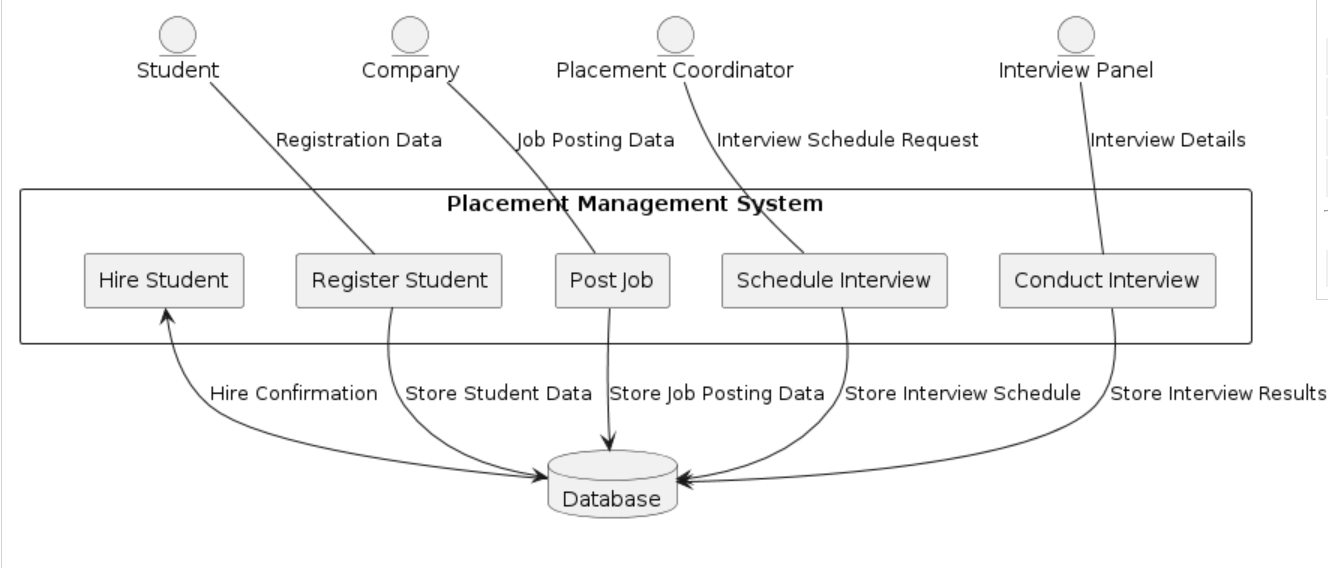 Student
Company
Placement Coordinator
Interview Panel
Registration Data
Job Posting Data
Interview Schedule Request
Interview Details
Placement Management System
Hire Student
Register Student
Post Job
Schedule Interview
Conduct Interview
Hire Confirmation
Store Student Data
Store Job Posting Data
Store Interview Schedule
Store Interview Results
Database